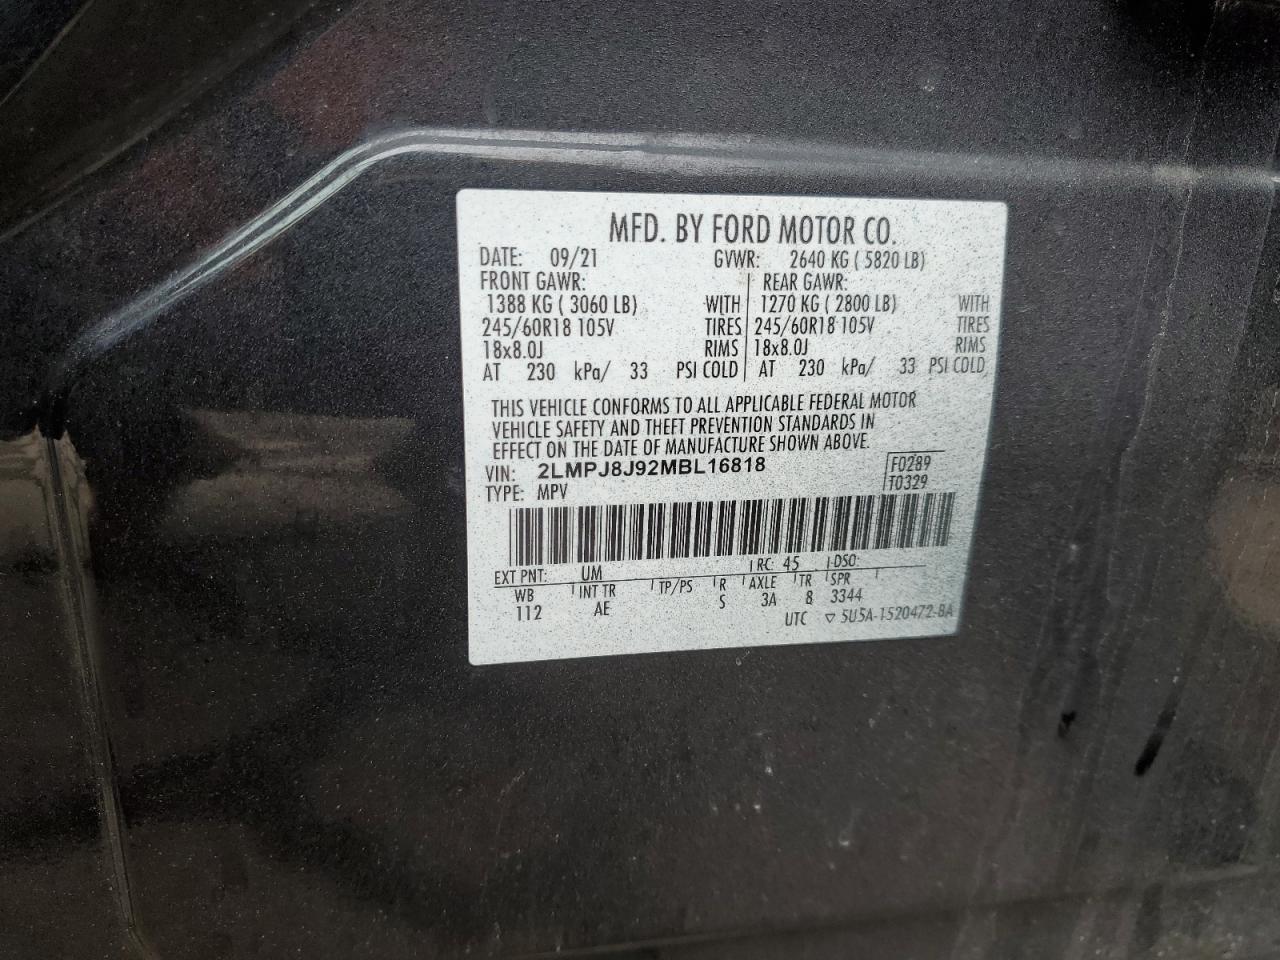 MFD. BY FORD MOTOR CO.
DATE: 09/21 GVWR: 2640 KG ( 5820 LB)
FRONT GAWR: REAR GAWR:
1388 KG ( 3060 LB) WITH 1270 KG ( 2800 LB) WITH
245/60R18 105V TIRES 245/60R18 105V TIRES
18x8.0J RIMS 18x8.0J RIMS
AT 230 kPa/ 33 PSI COLD AT 230 kPa/ 33 PSI COLD
THIS VEHICLE CONFORMS TO ALL APPLICABLE FEDERAL MOTOR
VEHICLE SAFETY AND THEFT PREVENTION STANDARDS IN
EFFECT ON THE DATE OF MANUFACTURE SHOWN ABOVE.
VIN: 2LMPJ8J92MBL16818 F0289
TYPE: MPV T0329
EXT PNT: UM RC: 45 DSO:
WB INT TR TP/PS R AXLE TR SPR
112 AE S 3A 8 3344
UTC ▽ 5U5A-1520472-BA